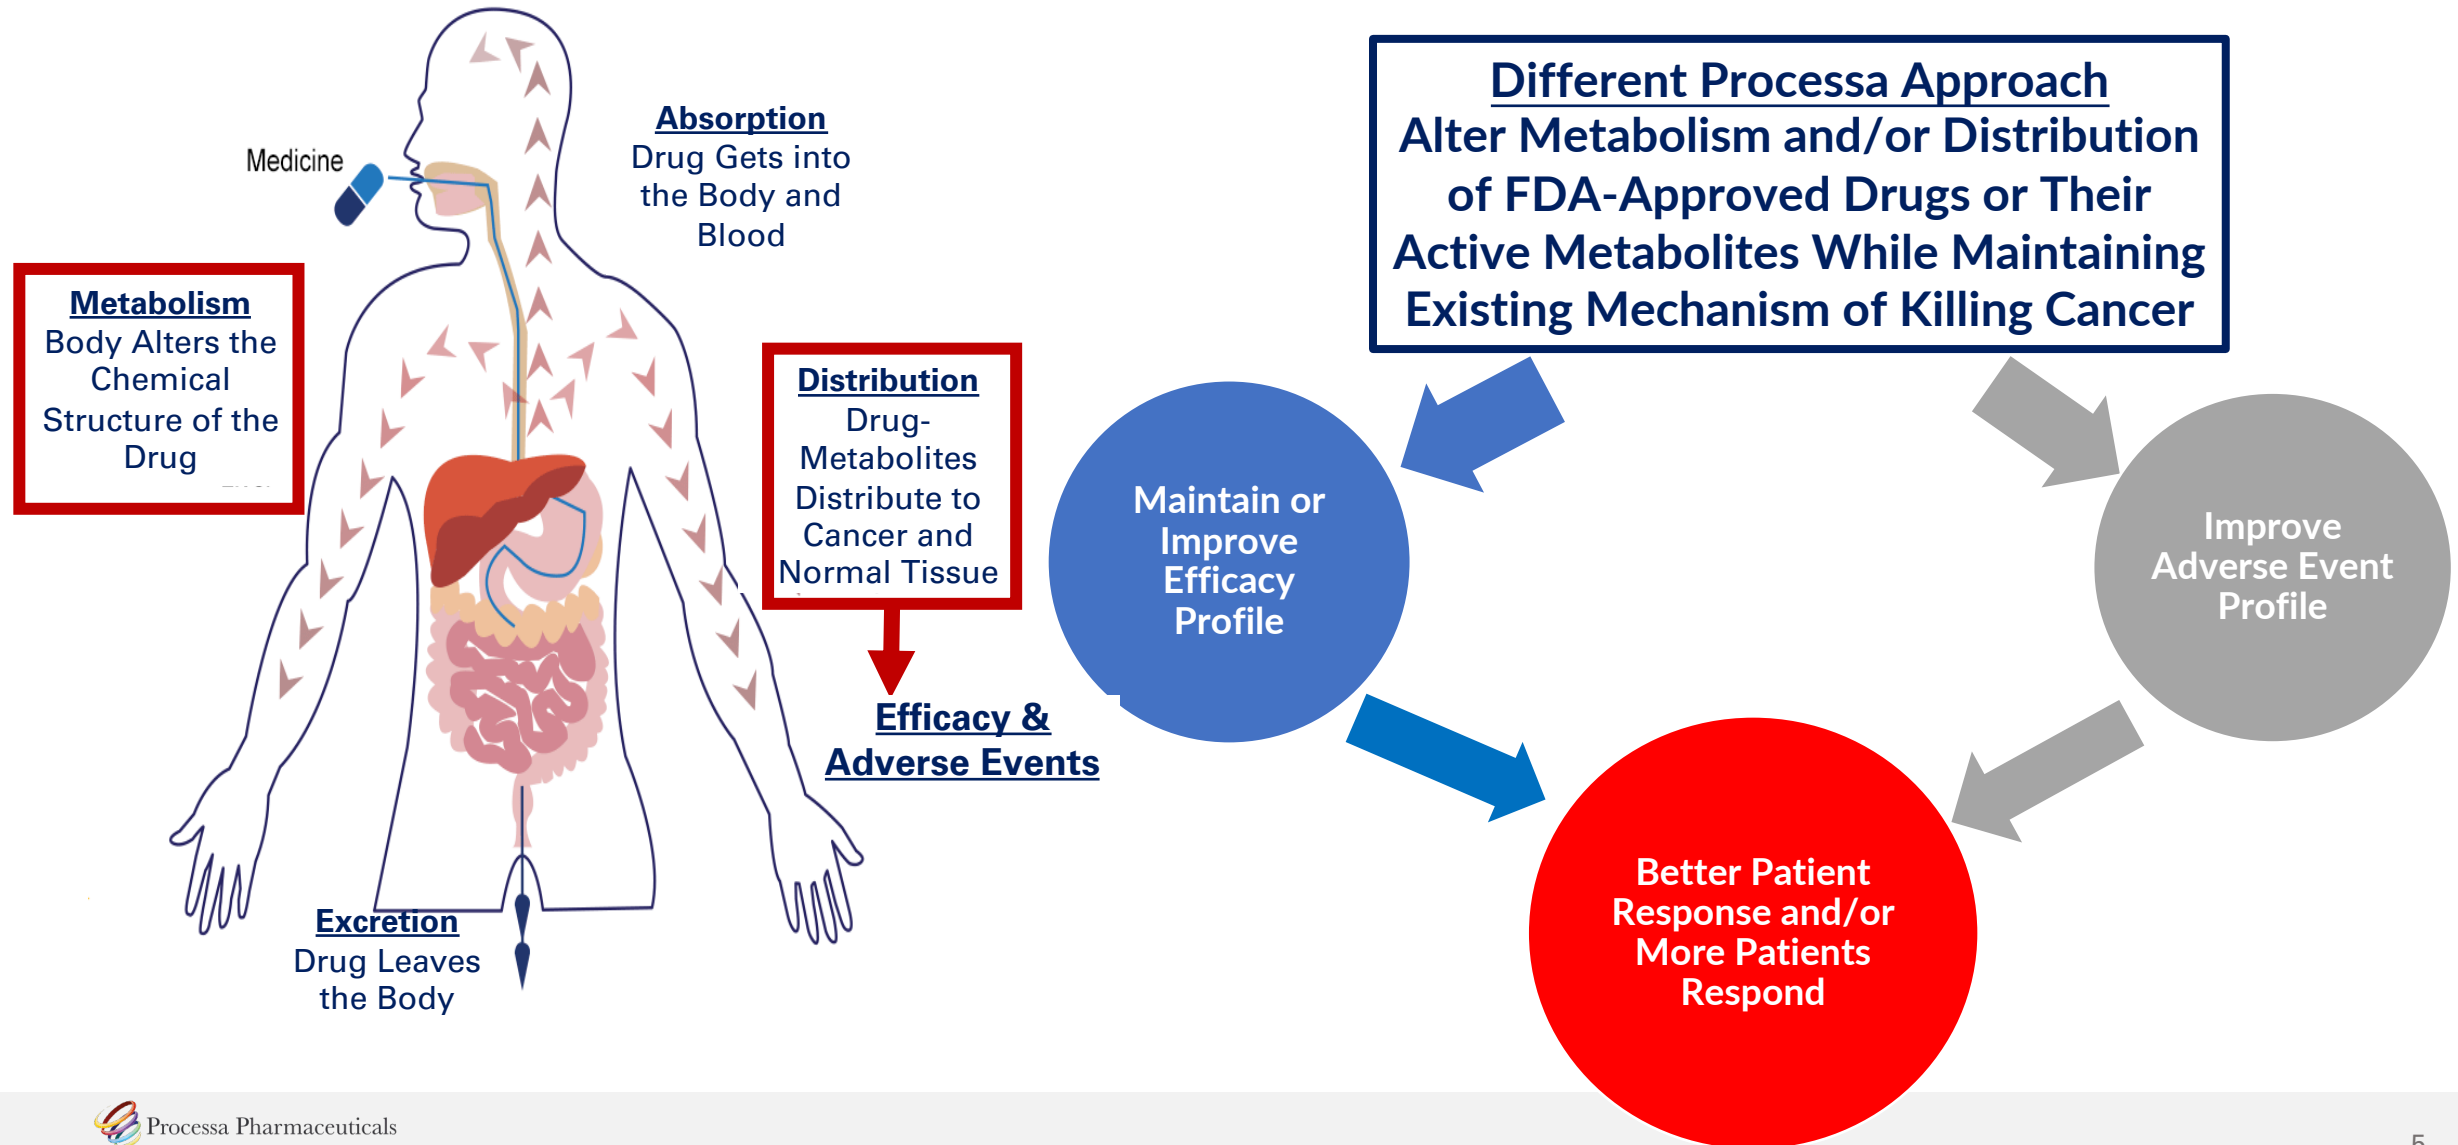 Medicine
Absorption
Drug Gets into
the Body and
Blood
Metabolism
Body Alters the
Chemical
Structure of the
Drug
Distribution
Drug-
Metabolites
Distribute to
Cancer and
Normal Tissue
Efficacy &
Adverse Events
Excretion
Drug Leaves
the Body
Different Processa Approach
Alter Metabolism and/or Distribution
of FDA-Approved Drugs or Their
Active Metabolites While Maintaining
Existing Mechanism of Killing Cancer
Maintain or
Improve
Efficacy
Profile
Improve
Adverse Event
Profile
Better Patient
Response and/or
More Patients
Respond
Processa Pharmaceuticals
5